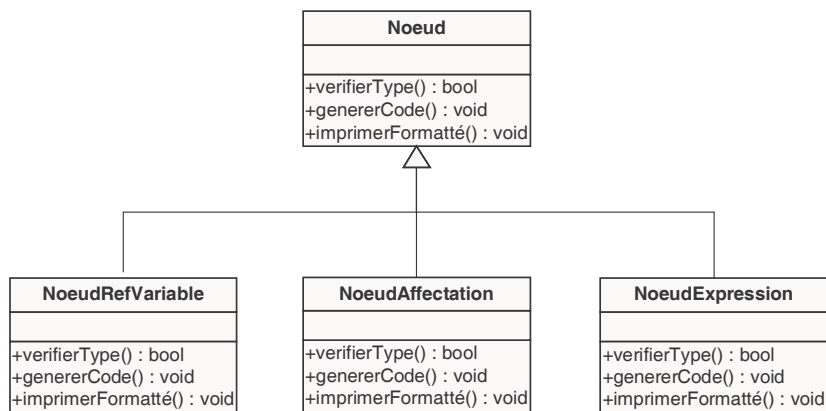 Noeud
+verifierType() : bool
+genererCode() : void
+imprimerFormatté() : void
NoeudRefVariable
+verifierType() : bool
+genererCode() : void
+imprimerFormatté() : void
NoeudAffectation
+verifierType() : bool
+genererCode() : void
+imprimerFormatté() : void
NoeudExpression
+verifierType() : bool
+genererCode() : void
+imprimerFormatté() : void